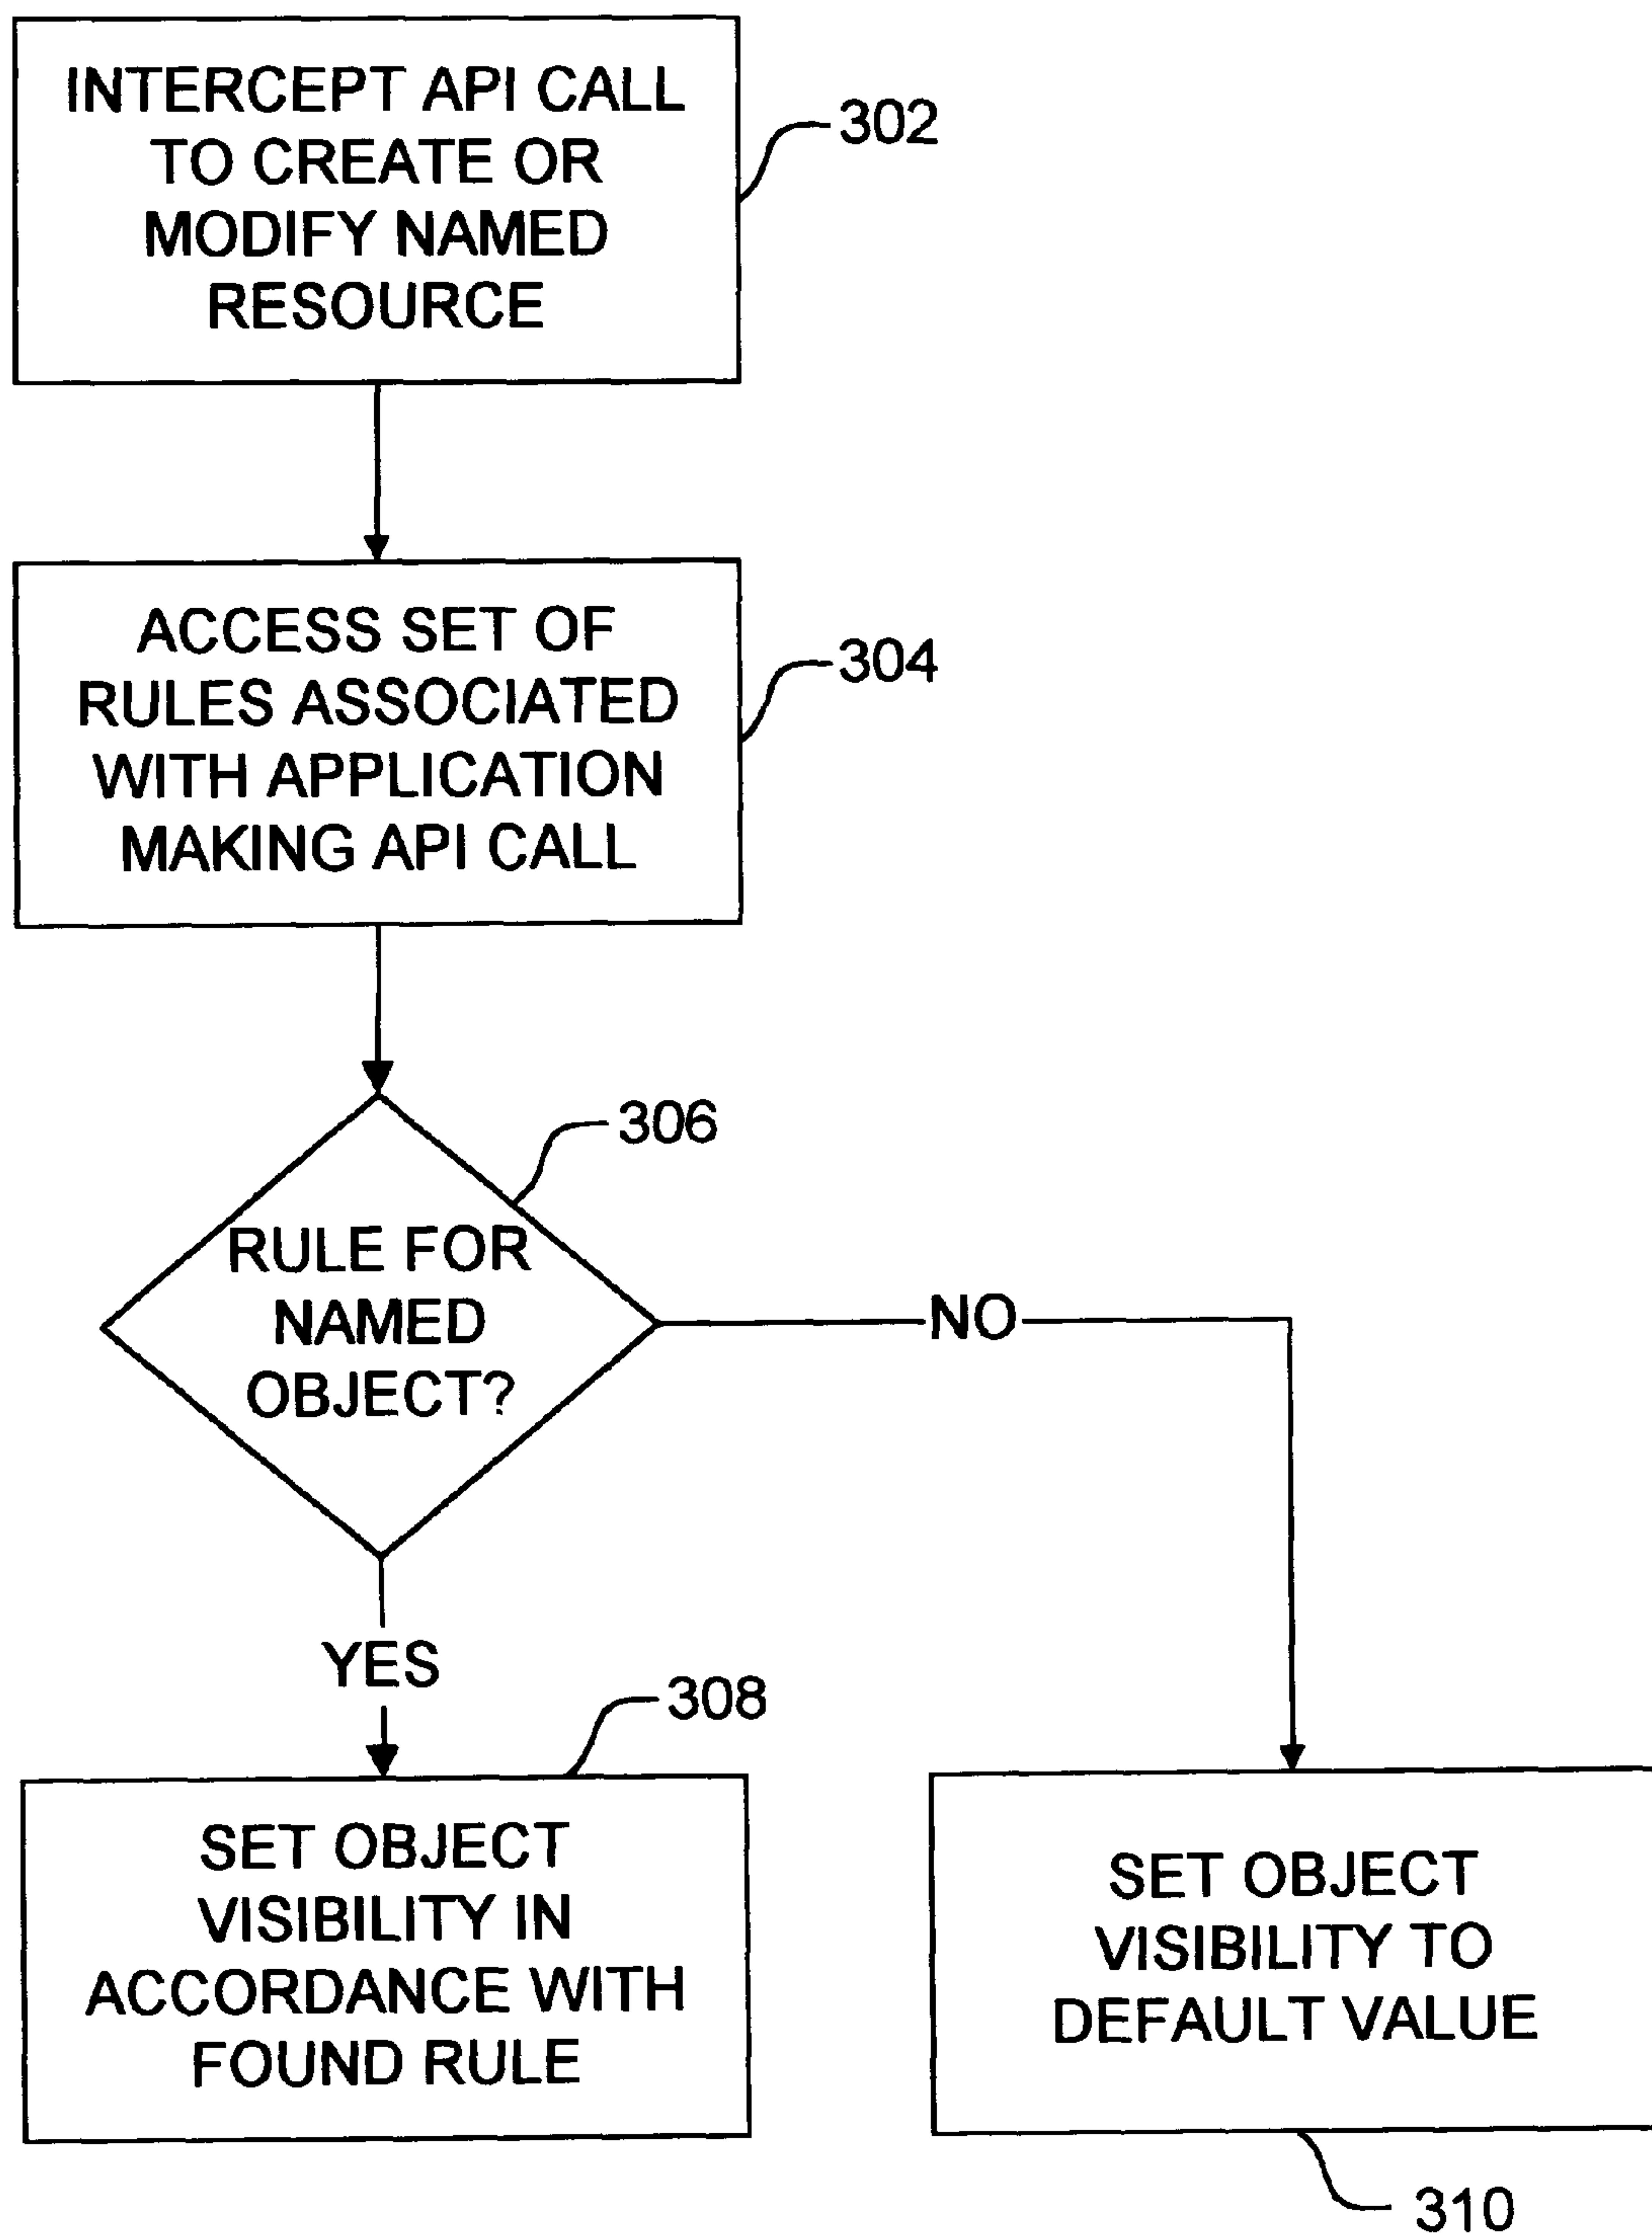 INTERCEPT API CALL
TO CREATE OR
MODIFY NAMED
RESOURCE
302
ACCESS SET OF
RULES ASSOCIATED
WITH APPLICATION
MAKING API CALL
304
306
RULE FOR
NAMED
OBJECT?
NO
YES
308
SET OBJECT
VISIBILITY IN
ACCORDANCE WITH
FOUND RULE
SET OBJECT
VISIBILITY TO
DEFAULT VALUE
310